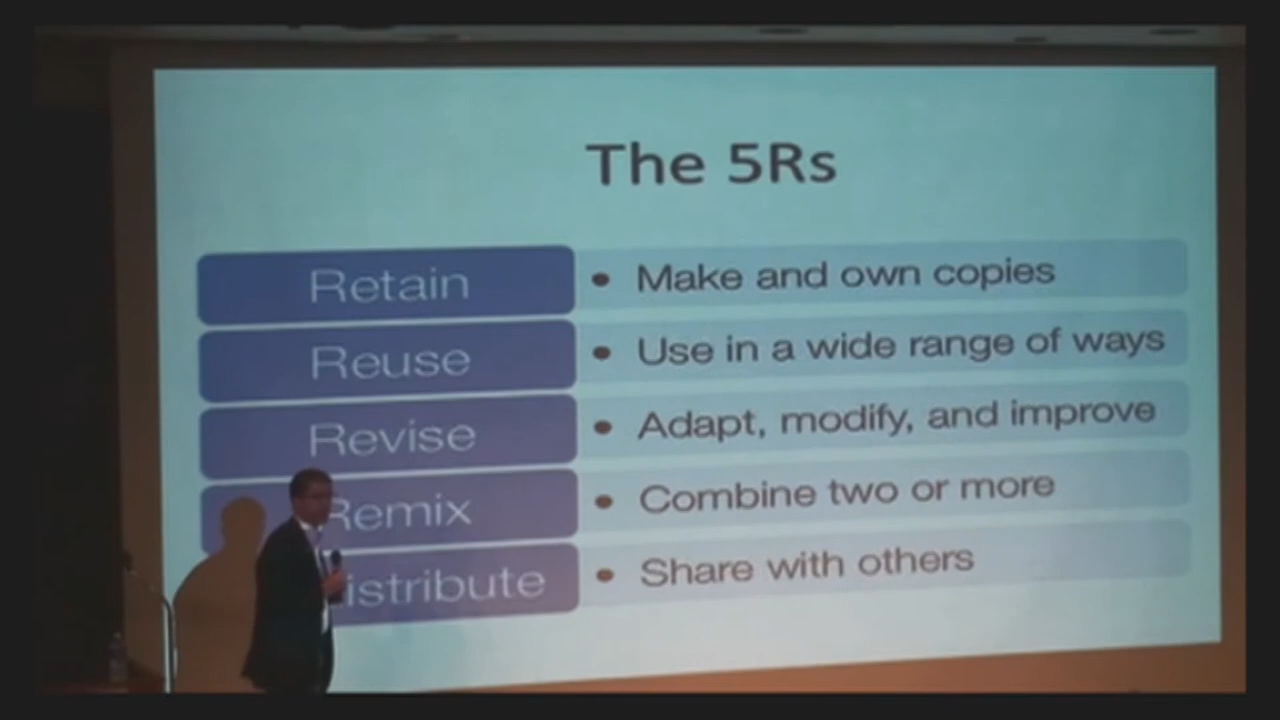 The 5Rs
Retain
• Make and own copies
Reuse
• Use in a wide range of ways
Revise
• Adapt, modify, and improve
Remix
• Combine two or more
istribute
• Share with others